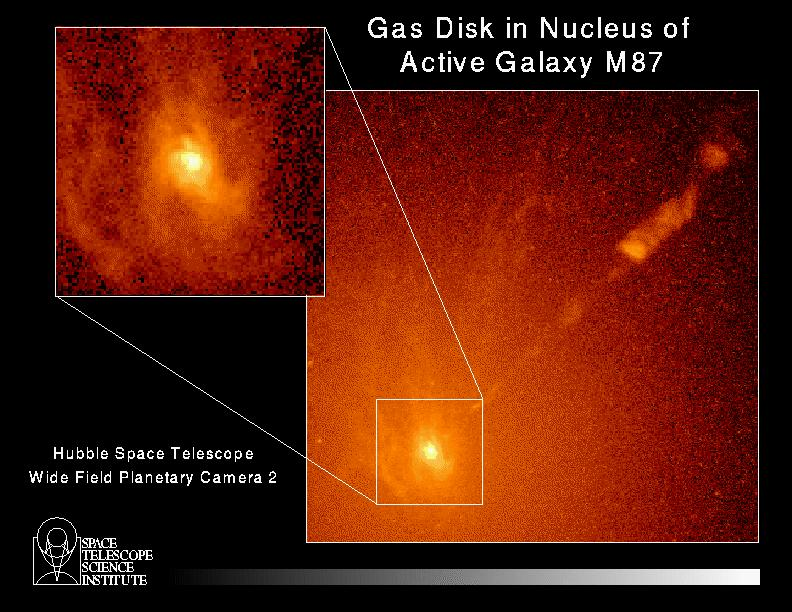 Gas Disk in Nucleus of
Active Galaxy M87
Hubble Space Telescope
Wide Field Planetary Camera 2
SPACE
TELESCOPE
SCIENCE
INSTITUTE